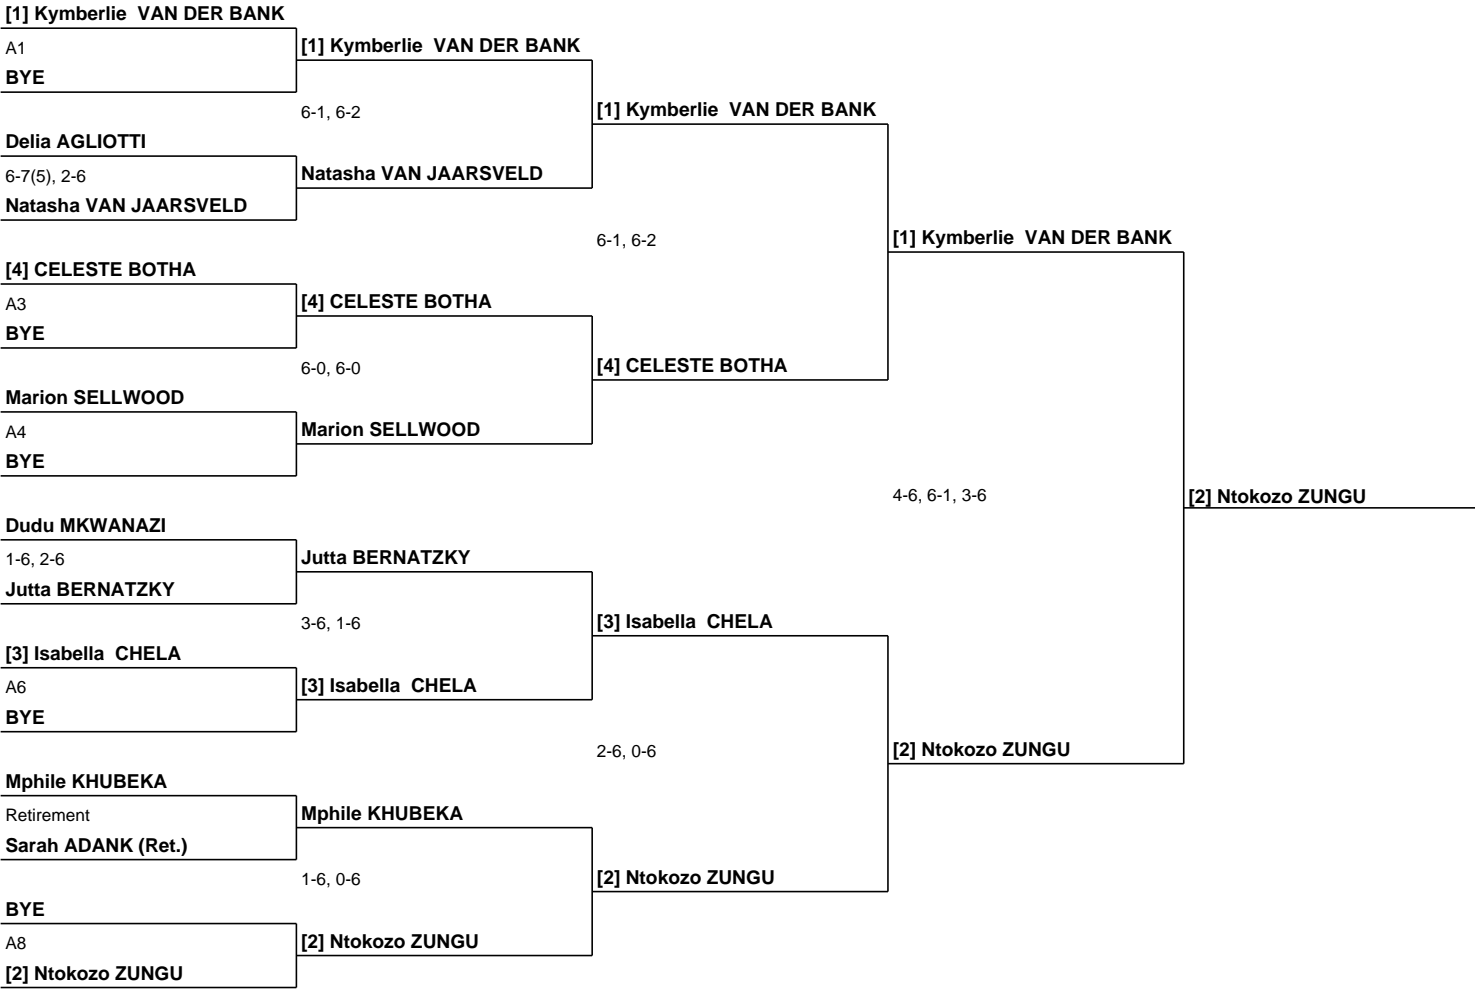 [1] Kymberlie  VAN DER BANK
A1
BYE
Delia AGLIOTTI
6-7(5), 2-6
Natasha VAN JAARSVELD
[4] CELESTE BOTHA
A3
BYE
Marion SELLWOOD
A4
BYE
Dudu MKWANAZI
1-6, 2-6
Jutta BERNATZKY
[3] Isabella  CHELA
A6
BYE
Mphile KHUBEKA
Retirement
Sarah ADANK (Ret.)
BYE
A8
[2] Ntokozo ZUNGU
[1] Kymberlie  VAN DER BANK
6-1, 6-2
Natasha VAN JAARSVELD
[4] CELESTE BOTHA
6-0, 6-0
Marion SELLWOOD
Jutta BERNATZKY
3-6, 1-6
[3] Isabella  CHELA
Mphile KHUBEKA
1-6, 0-6
[2] Ntokozo ZUNGU
[1] Kymberlie  VAN DER BANK
6-1, 6-2
[4] CELESTE BOTHA
[3] Isabella  CHELA
2-6, 0-6
[2] Ntokozo ZUNGU
[1] Kymberlie  VAN DER BANK
4-6, 6-1, 3-6
[2] Ntokozo ZUNGU
[2] Ntokozo ZUNGU